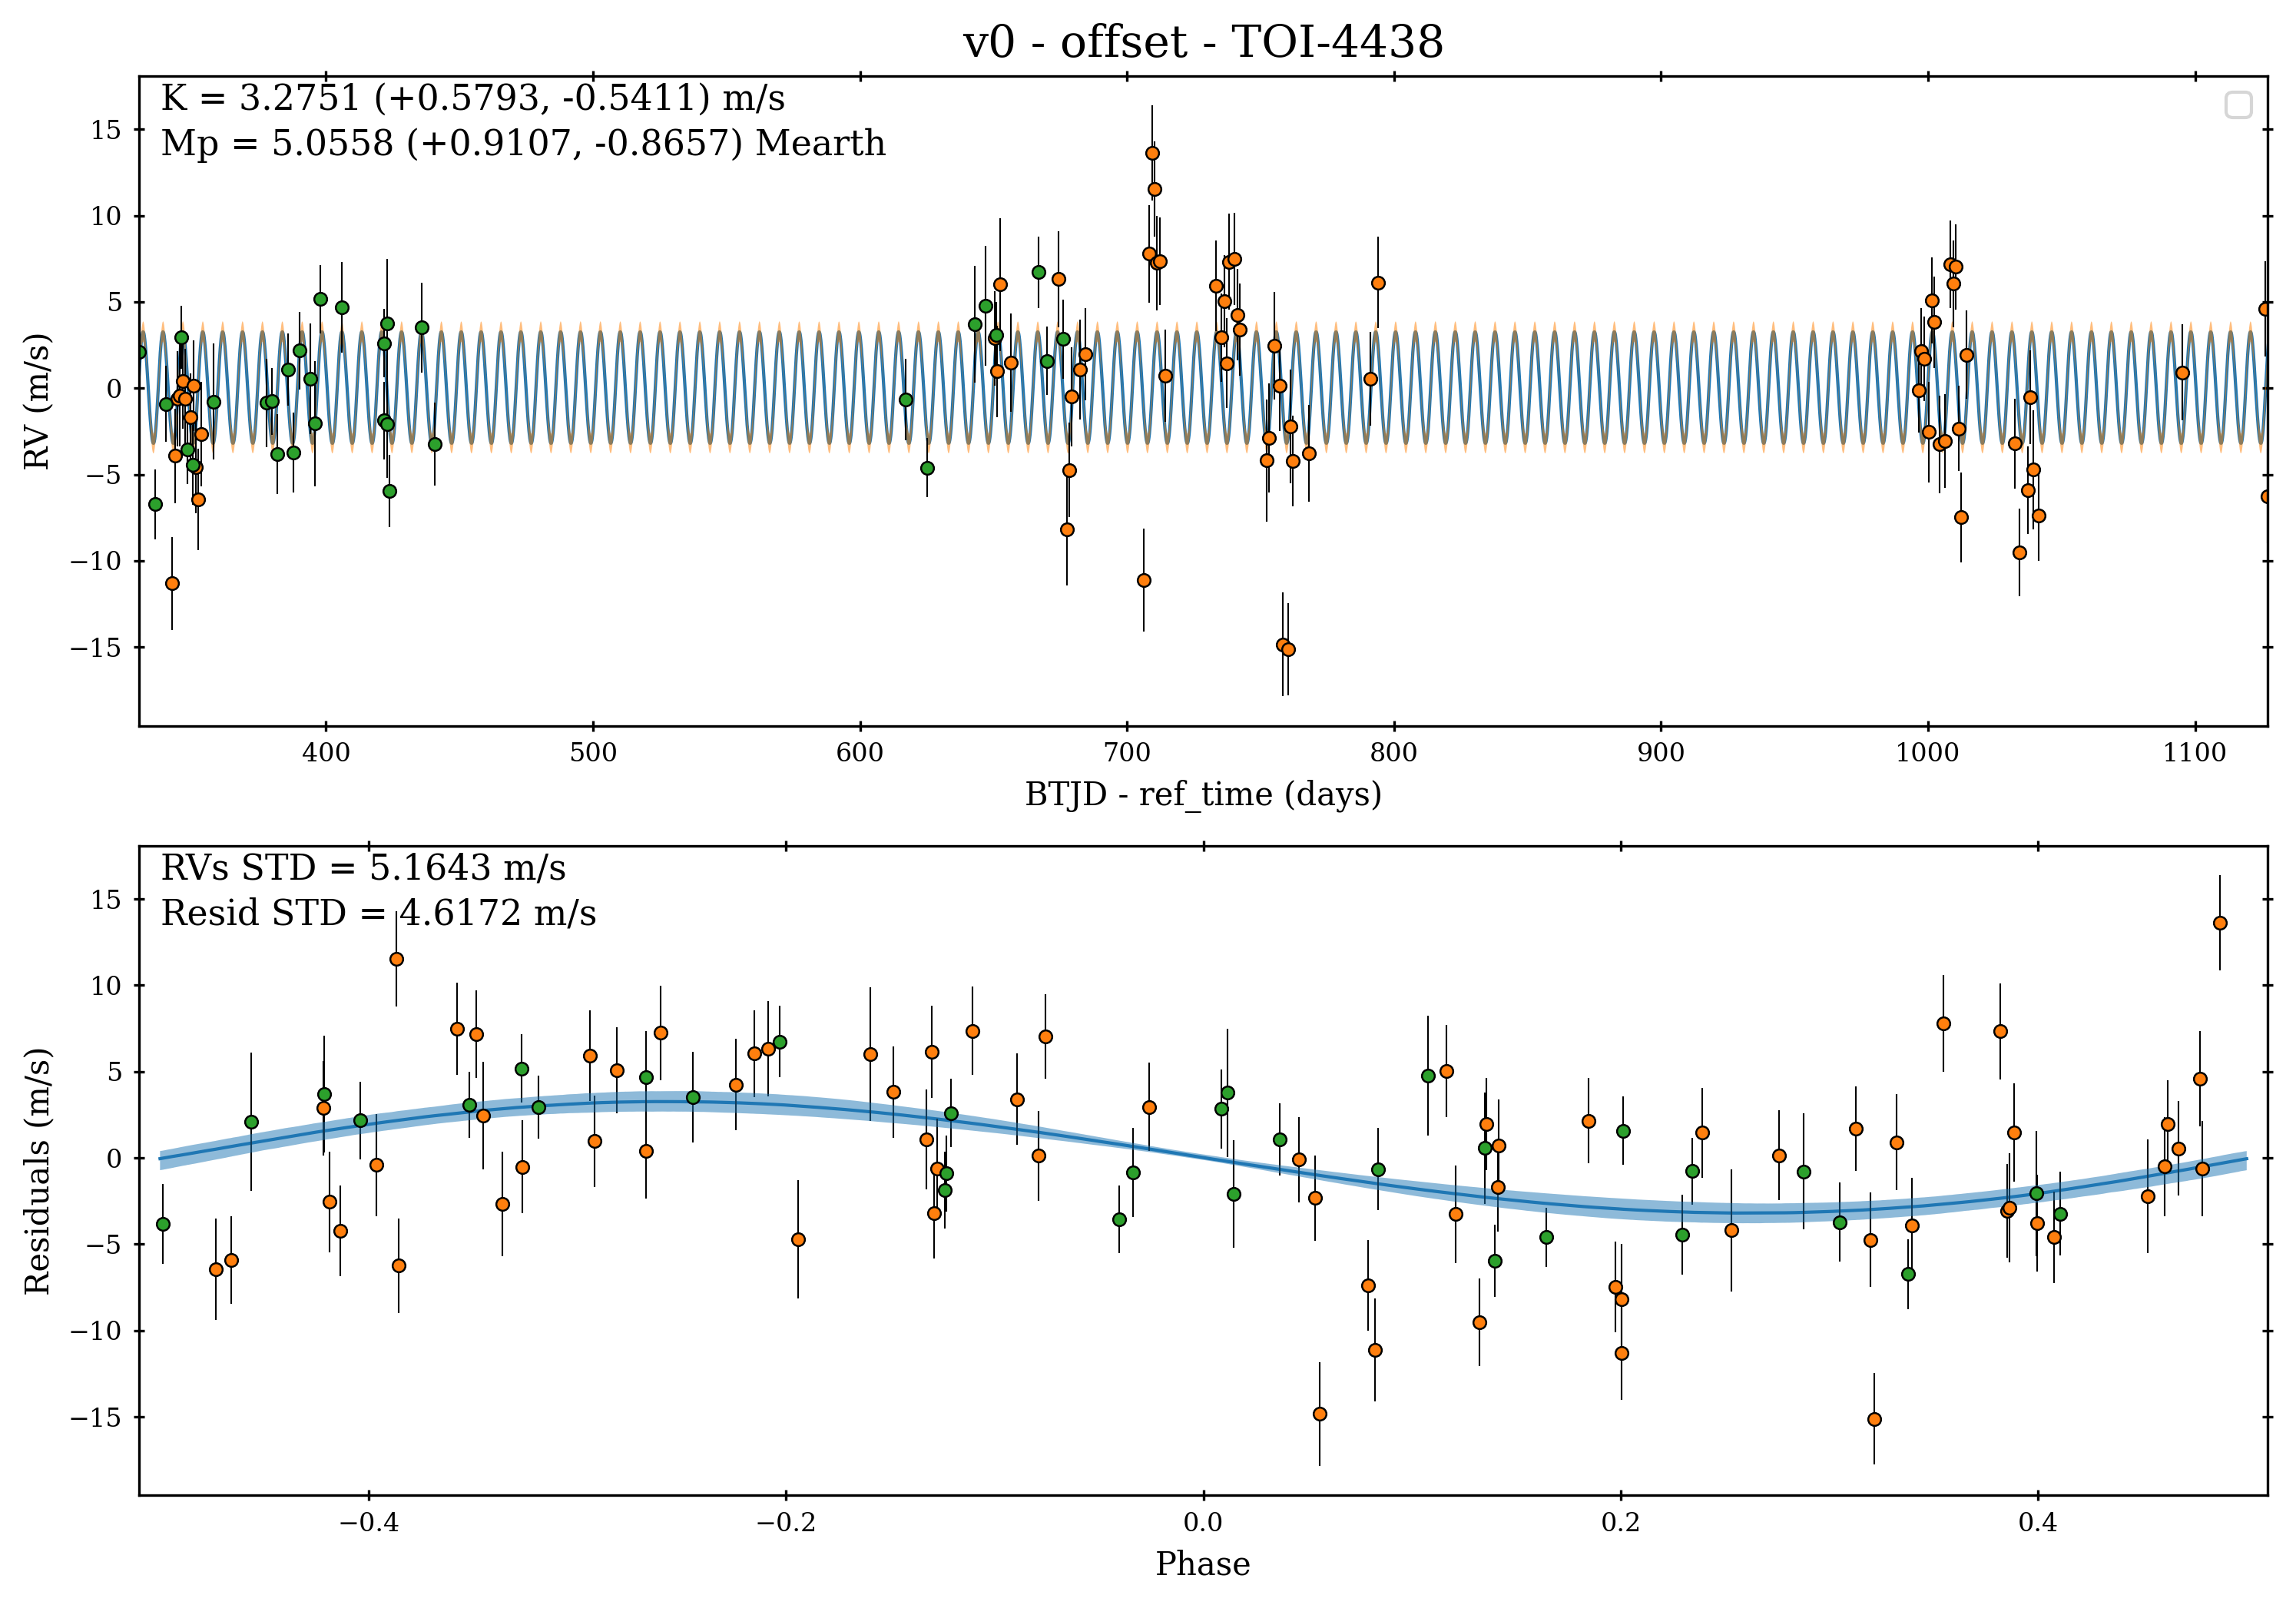 v0 - offset - TOI-4438
K = 3.2751 (+0.5793, -0.5411) m/s
Mp = 5.0558 (+0.9107, -0.8657) Mearth
RV (m/s)
15
10
5
0
−5
−10
−15
400 500 600 700 800 900 1000 1100
BTJD - ref_time (days)
RVs STD = 5.1643 m/s
Resid STD = 4.6172 m/s
Residuals (m/s)
15
10
5
0
−5
−10
−15
−0.4 −0.2 0.0 0.2 0.4
Phase